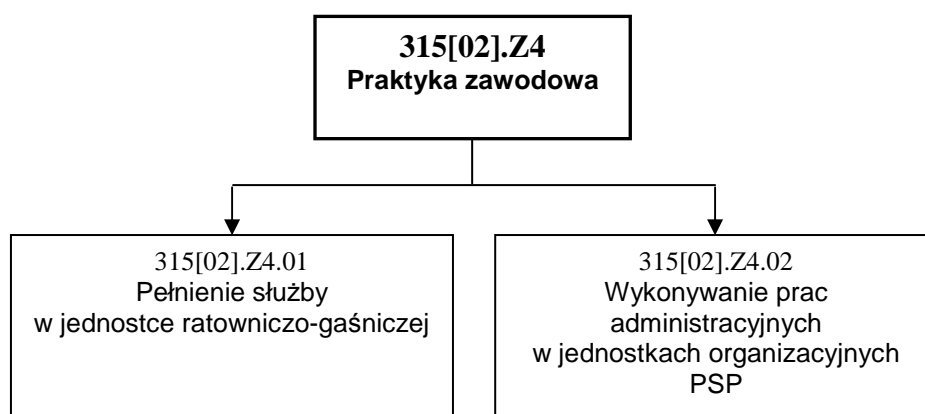 315[02].Z4
Praktyka zawodowa
315[02].Z4.01
Pełnienie służby
w jednostce ratowniczo-gaśniczej
315[02].Z4.02
Wykonywanie prac
administracyjnych
w jednostkach organizacyjnych
PSP